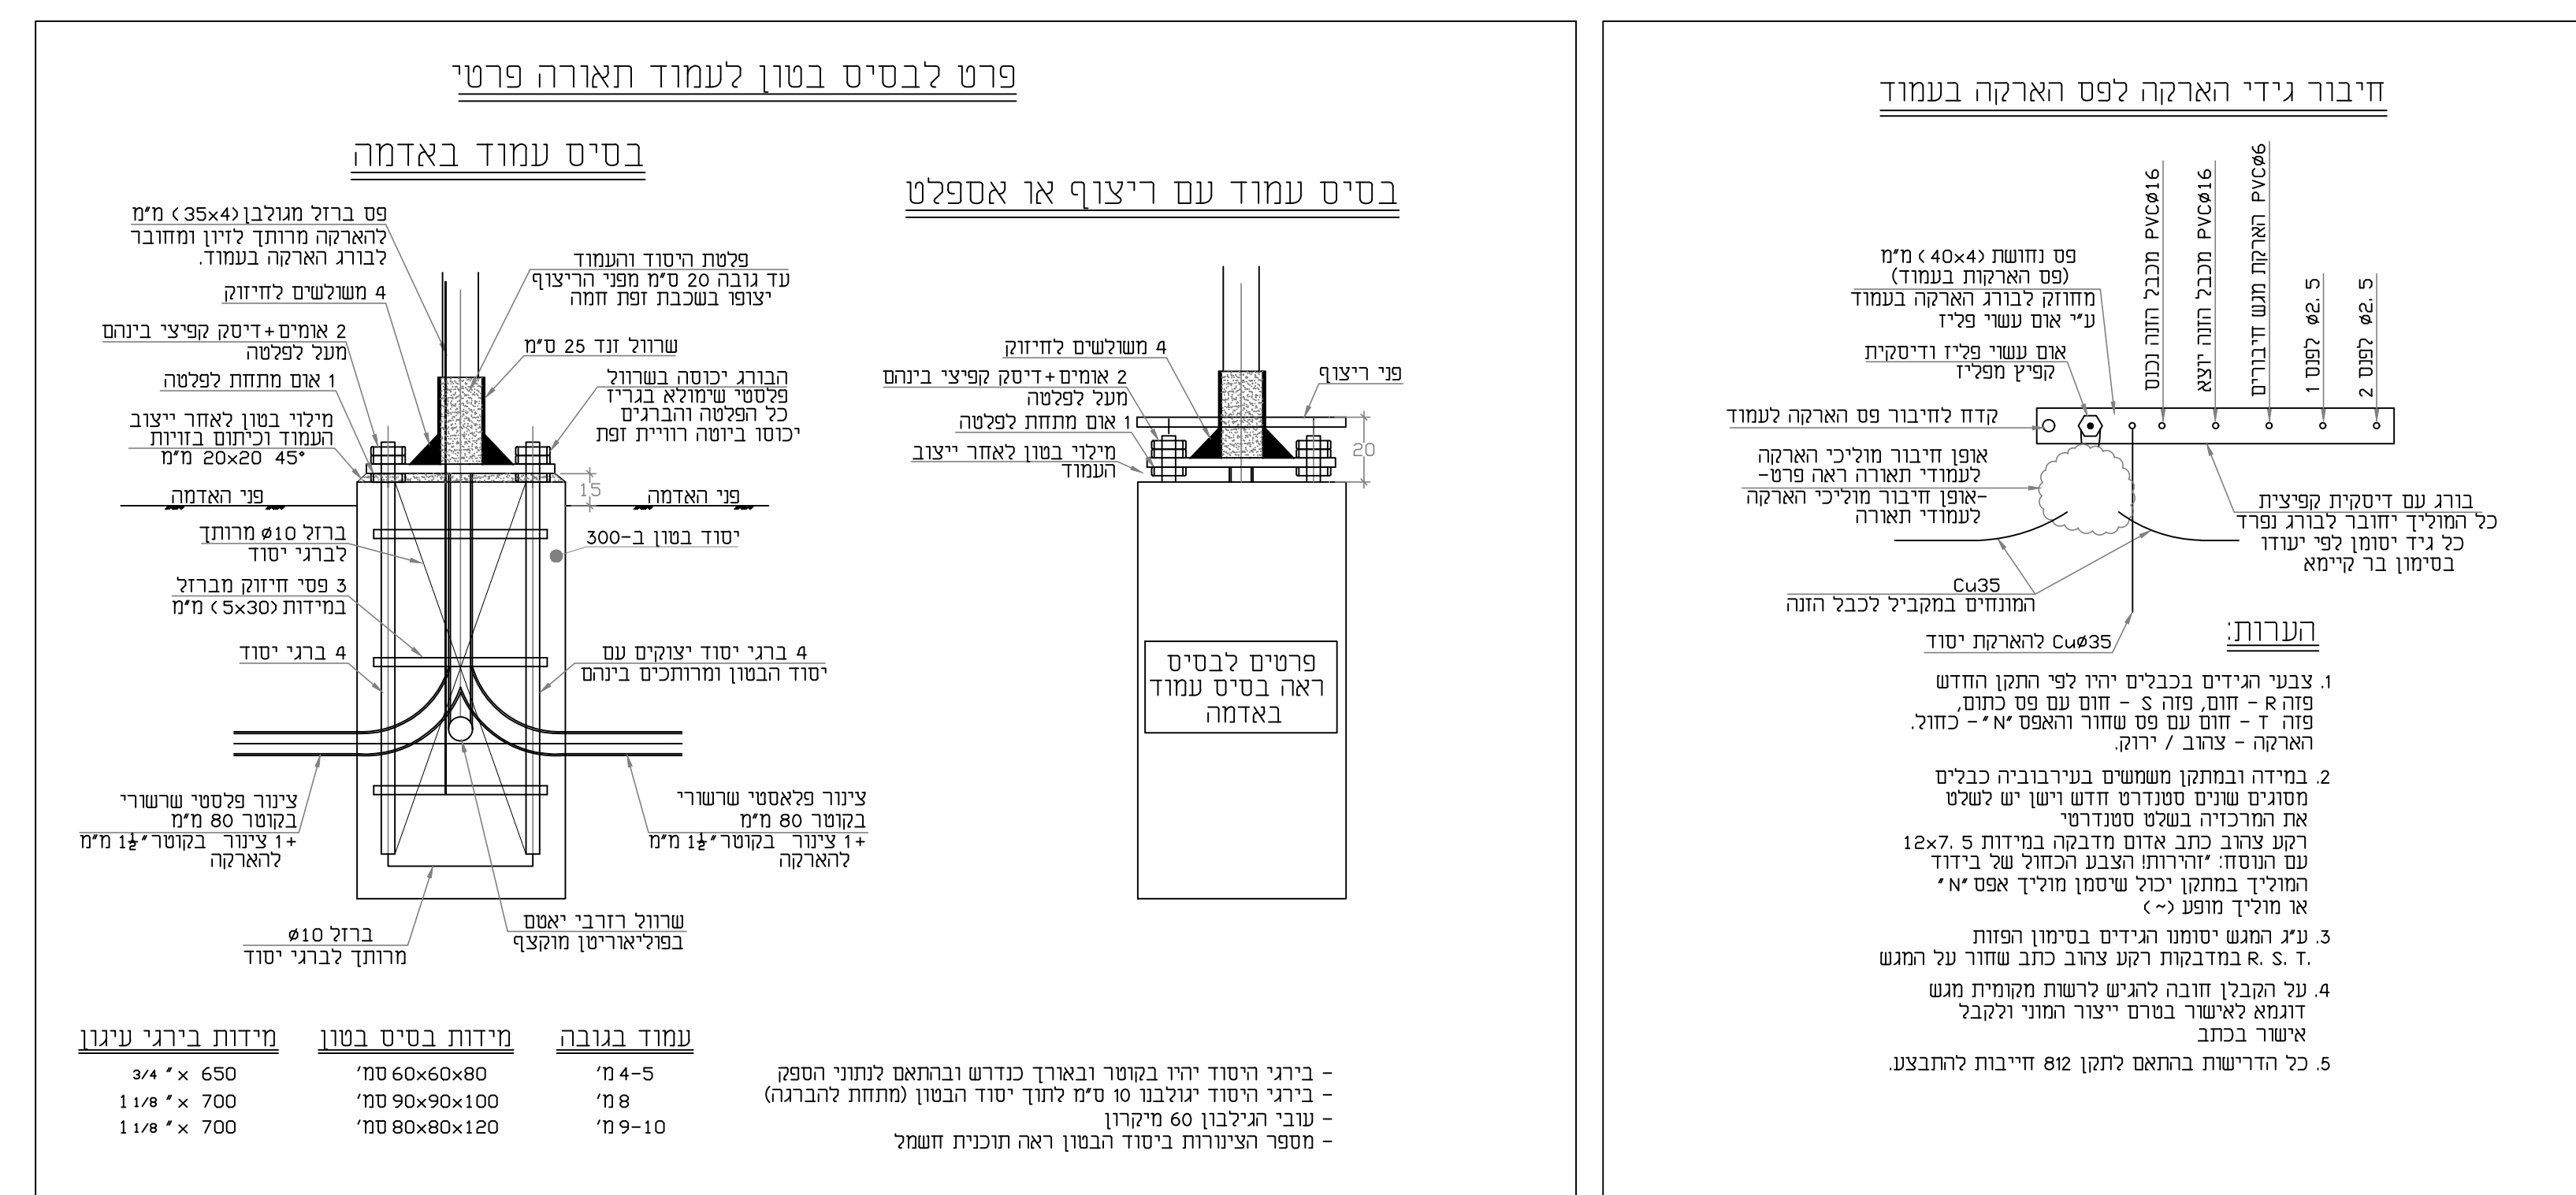 פרט לבסיס בטון לעמוד תאורה פרטי
בסיס עמוד באדמה
פס ברזל מגולבן (35x4) מ"מ
להארקה מרותך לזיון ומחובר
לבורג הארקה בעמוד.
4 משולשים לחיזוק
2 אומים+דיסק קפיצי בינהם
מעל לפלטה
1 אום מתחת לפלטה
מילוי בטון לאחר ייצוב
העמוד וכיתום בזויות
45° 20x20 מ"מ
פני האדמה
ברזל ø10 מרותך
לברגי יסוד
3 פסי חיזוק מברזל
במידות (5x30) מ"מ
4 ברגי יסוד
צינור פלסטי שרשורי
בקוטר 80 מ"מ
+1 צינור בקוטר "1½ מ"מ
להארקה
ברזל ø10
מרותך לברגי יסוד
פלטת היסוד והעמוד
עד גובה 20 ס"מ מפני הריצוף
יצופו בשכבת זפת חמה
שרוול זנד 25 ס"מ
הבורג יכוסה בשרוול
פלסטי שימולא בגריז
כל הפלטה והברגים
יכוסו ביוטה רוויית זפת
15
פני האדמה
יסוד בטון ב-300
4 ברגי יסוד יצוקים עם
יסוד הבטון ומרותכים בינהם
צינור פלאסטי שרשורי
בקוטר 80 מ"מ
+1 צינור בקוטר "1½ מ"מ
להארקה
שרוול רזרבי יאטם
בפוליאוריטן מוקצף
בסיס עמוד עם ריצוף או אספלט
4 משולשים לחיזוק
2 אומים+דיסק קפיצי בינהם
מעל לפלטה
1 אום מתחת לפלטה
מילוי בטון לאחר ייצוב
העמוד
פני ריצוף
20
פרטים לבסיס
ראה בסיס עמוד
באדמה
עמוד בגובה מידות בסיס בטון מידות בירגי עיגון
4-5 מ' 60x60x80 סמ' 3/4 " x 650
8 מ' 90x90x100 סמ' 1 1/8 " x 700
9-10 מ' 80x80x120 סמ' 1 1/8 " x 700
- בירגי היסוד יהיו בקוטר ובאורך כנדרש ובהתאם לנתוני הספק
- בירגי היסוד יגולבנו 10 ס"מ לתוך יסוד הבטון (מתחת להברגה)
- עובי הגילבון 60 מיקרון
- מספר הצינורות ביסוד הבטון ראה תוכנית חשמל
חיבור גידי הארקה לפס הארקה בעמוד
פס נחושת (40x4) מ"מ
(פס הארקות בעמוד)
מחוזק לבורג הארקה בעמוד
ע"י אום עשוי פליז
אום עשוי פליז ודיסקית
קפיץ מפליז
קדח לחיבור פס הארקה לעמוד
אופן חיבור מוליכי הארקה
לעמודי תאורה ראה פרט-
-אופן חיבור מוליכי הארקה
לעמודי תאורה
PVCø16 מכבל הזנה נכנס
PVCø16 מכבל הזנה יוצא
PVCø6 הארקת מגש חיבורים
ø2.5 לפנס 1
ø2.5 לפנס 2
בורג עם דיסקית קפיצית
כל המוליך יחובר לבורג נפרד
כל גיד יסומן לפי יעודו
בסימון בר קיימא
Cu35
המונחים במקביל לכבל הזנה
Cuø35 להארקת יסוד
הערות:
1. צבעי הגידים בכבלים יהיו לפי התקן החדש
פזה R - חום, פזה S - חום עם פס כתום,
פזה T - חום עם פס שחור והאפס "N" - כחול.
הארקה - צהוב / ירוק.
2. במידה ובמתקן משמשים בעירבוביה כבלים
מסוגים שונים סטנדרט חדש וישן יש לשלט
את המרכזיה בשלט סטנדרטי
רקע צהוב כתב אדום מדבקה במידות 12x7.5
עם הנוסח: "זהירות! הצבע הכחול של בידוד
המוליך במתקן יכול שיסמן מוליך אפס "N"
או מוליך מופע (~)
3. ע"ג המגש יסומנו הגידים בסימון הפזות
R. S. T. במדבקות רקע צהוב כתב שחור על המגש
4. על הקבלן חובה להגיש לרשות מקומית מגש
דוגמא לאישור בטרם ייצור המוני ולקבל
אישור בכתב
5. כל הדרישות בהתאם לתקן 812 חייבות להתבצע.